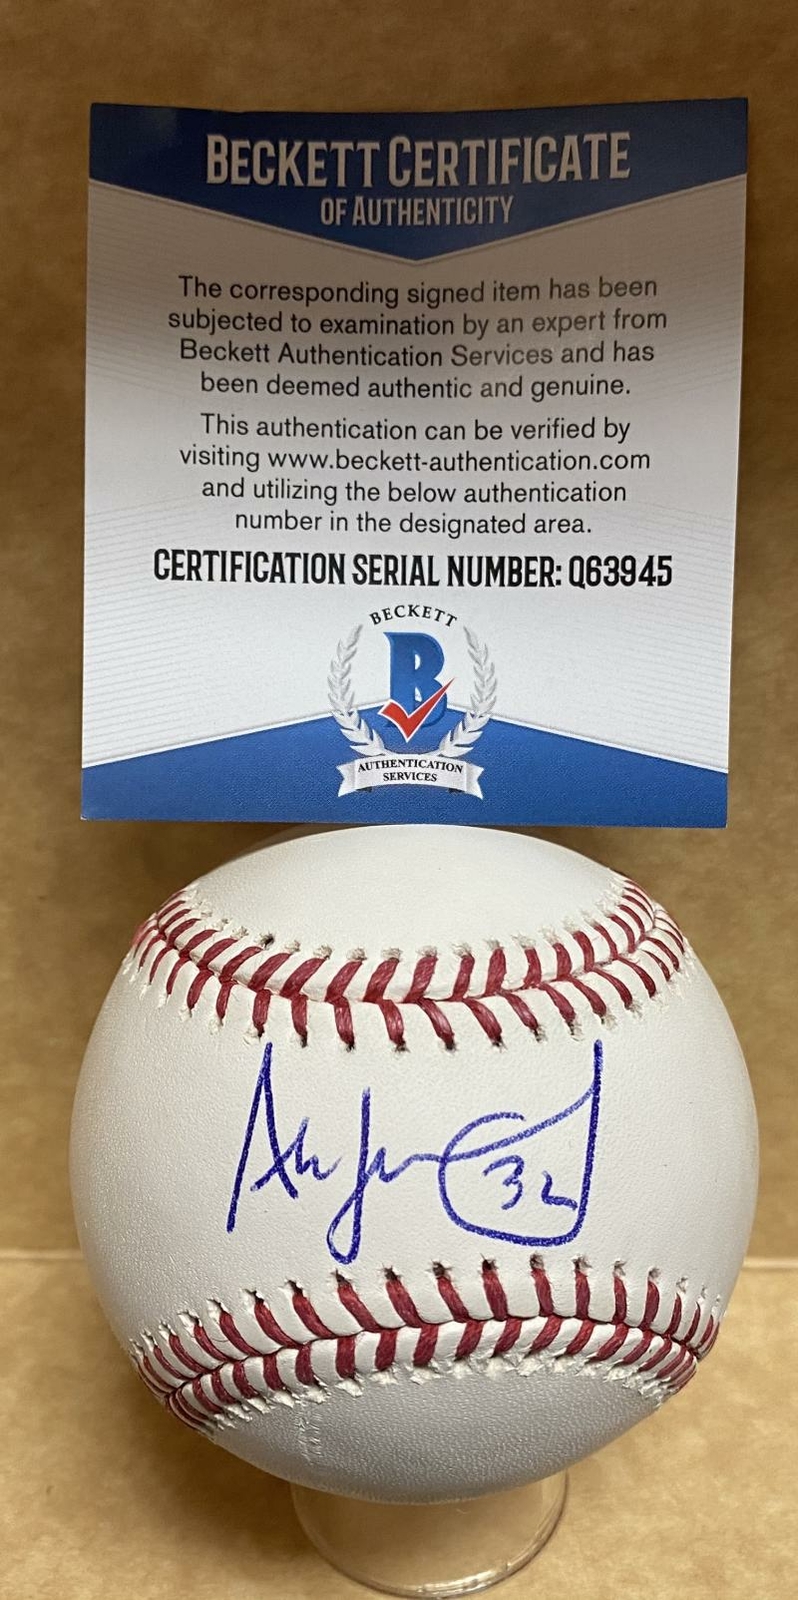 BECKETT CERTIFICATE
OF AUTHENTICITY
The corresponding signed item has been
subjected to examination by an expert from
Beckett Authentication Services and has
been deemed authentic and genuine.
This authentication can be verified by
visiting www.beckett-authentication.com
and utilizing the below authentication
number in the designated area.
CERTIFICATION SERIAL NUMBER: Q63945
BECKETT
B
AUTHENTICATION
SERVICES
32